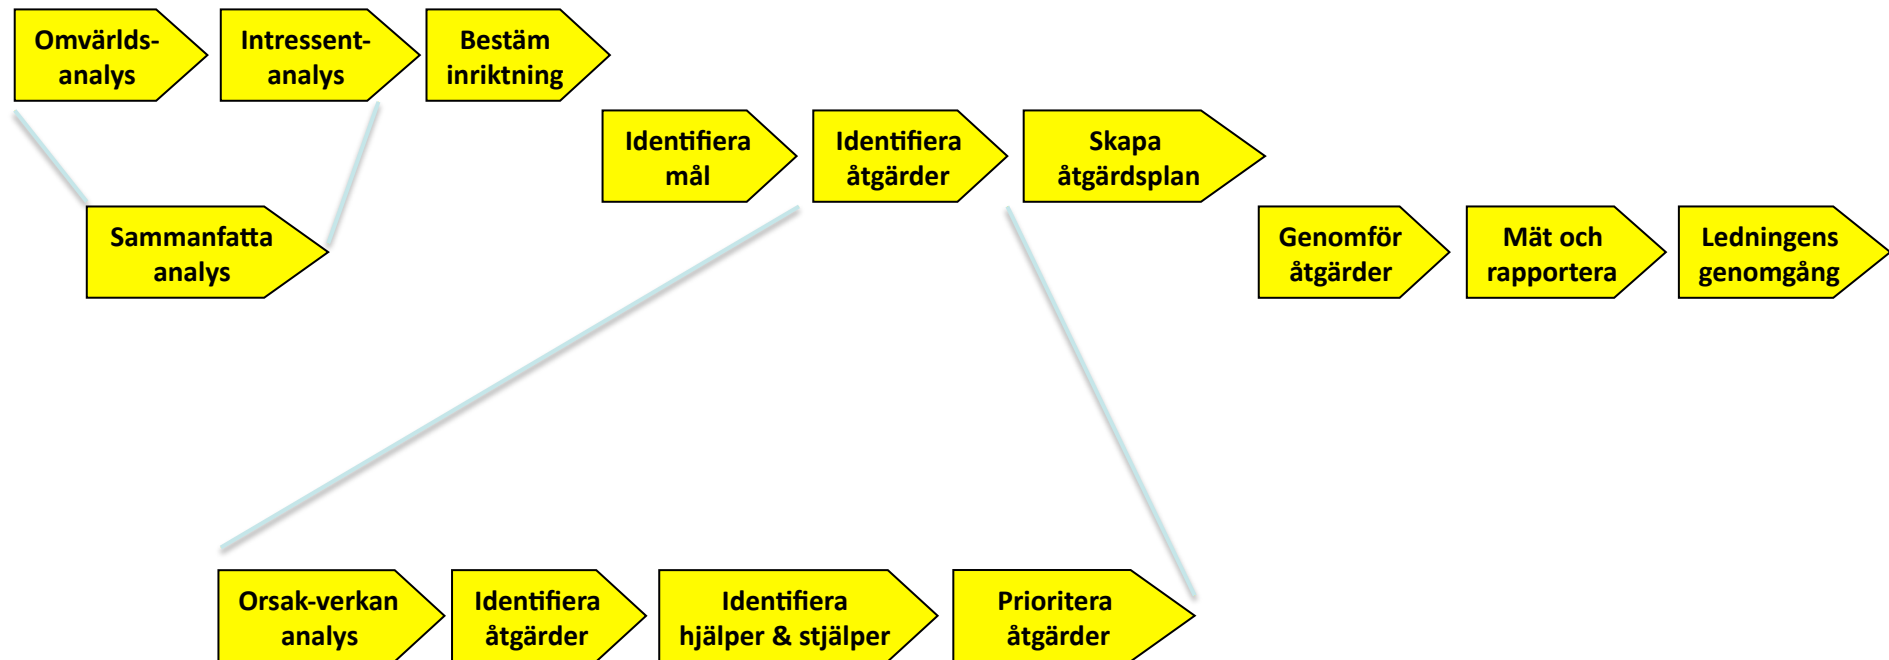 Omvärlds-
analys
Intressent-
analys
Bestäm
inriktning
Identifiera
mål
Identifiera
åtgärder
Skapa
åtgärdsplan
Sammanfatta
analys
Genomför
åtgärder
Mät och
rapportera
Ledningens
genomgång
Orsak-verkan
analys
Identifiera
åtgärder
Identifiera
hjälper & stjälper
Prioritera
åtgärder